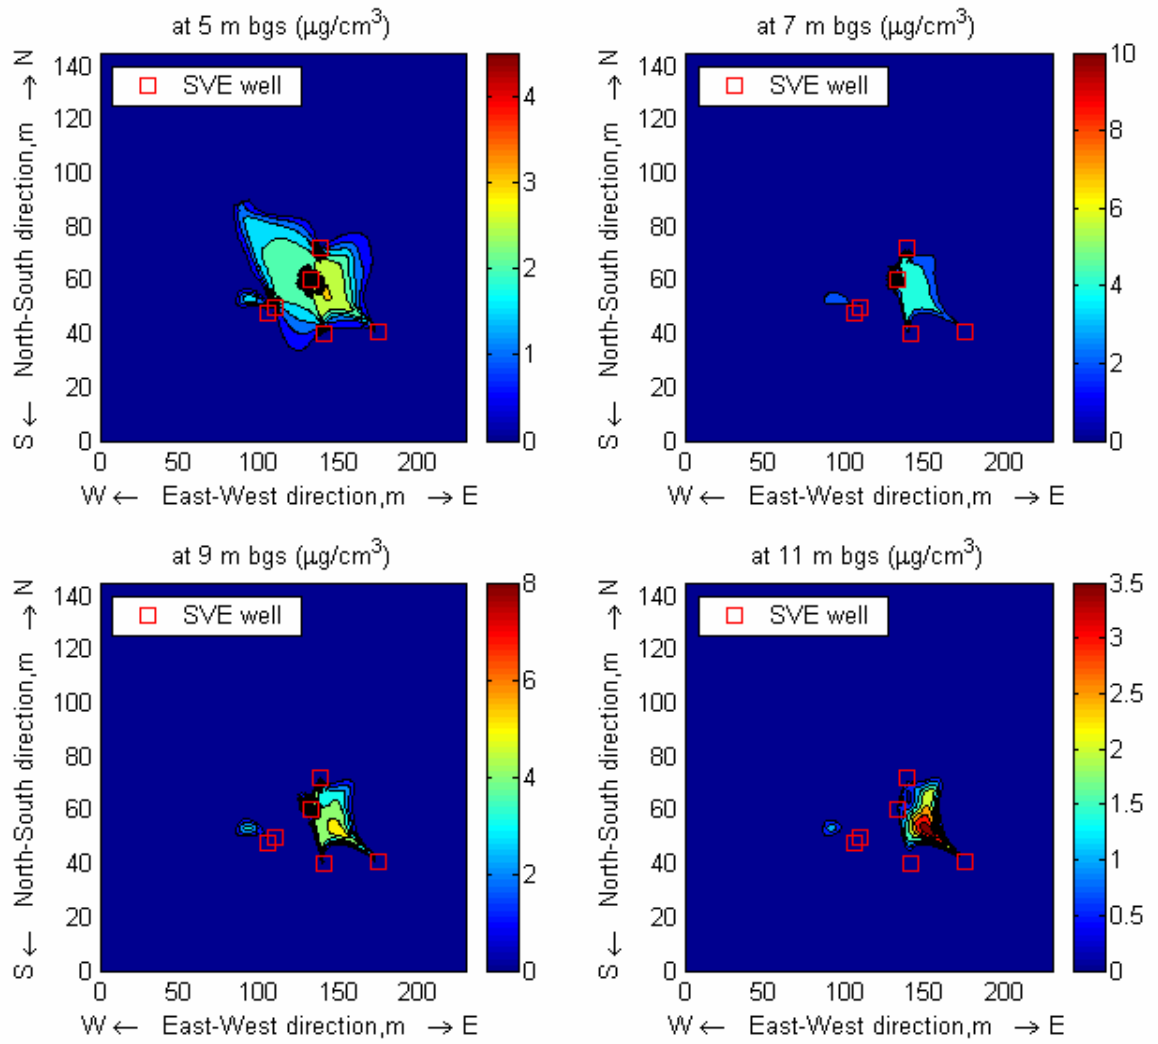 at 5 m bgs (μg/cm³)
SVE well
S ← North-South direction,m → N
140
120
100
80
60
40
20
0
0 50 100 150 200
W ← East-West direction,m → E
4
3
2
1
0
at 7 m bgs (μg/cm³)
SVE well
S ← North-South direction,m → N
140
120
100
80
60
40
20
0
0 50 100 150 200
W ← East-West direction,m → E
10
8
6
4
2
0
at 9 m bgs (μg/cm³)
SVE well
S ← North-South direction,m → N
140
120
100
80
60
40
20
0
0 50 100 150 200
W ← East-West direction,m → E
8
6
4
2
0
at 11 m bgs (μg/cm³)
SVE well
S ← North-South direction,m → N
140
120
100
80
60
40
20
0
0 50 100 150 200
W ← East-West direction,m → E
3.5
3
2.5
2
1.5
1
0.5
0